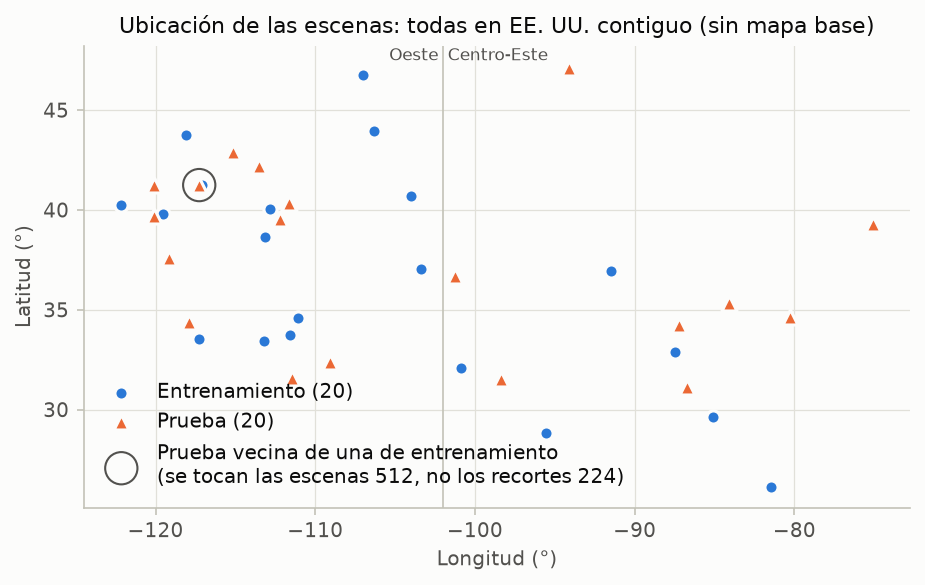 Ubicación de las escenas: todas en EE. UU. contiguo (sin mapa base)
Oeste Centro-Este
45
40
35
30
Latitud (°)
Entrenamiento (20)
Prueba (20)
Prueba vecina de una de entrenamiento
(se tocan las escenas 512, no los recortes 224)
−120 −110 −100 −90 −80
Longitud (°)